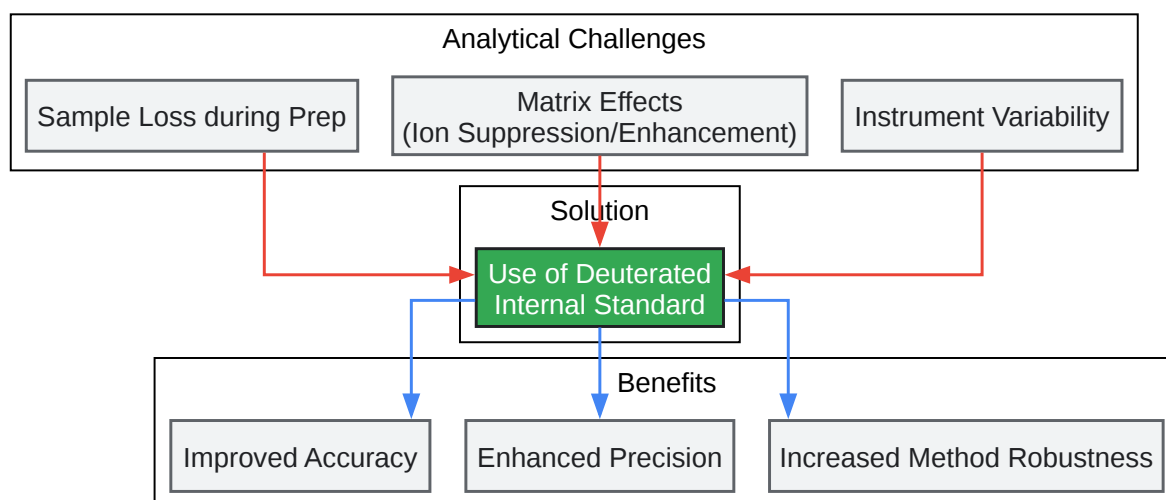 Analytical Challenges
Sample Loss during Prep
Matrix Effects
(Ion Suppression/Enhancement)
Instrument Variability
Solution
Use of Deuterated
Internal Standard
Benefits
Improved Accuracy
Enhanced Precision
Increased Method Robustness